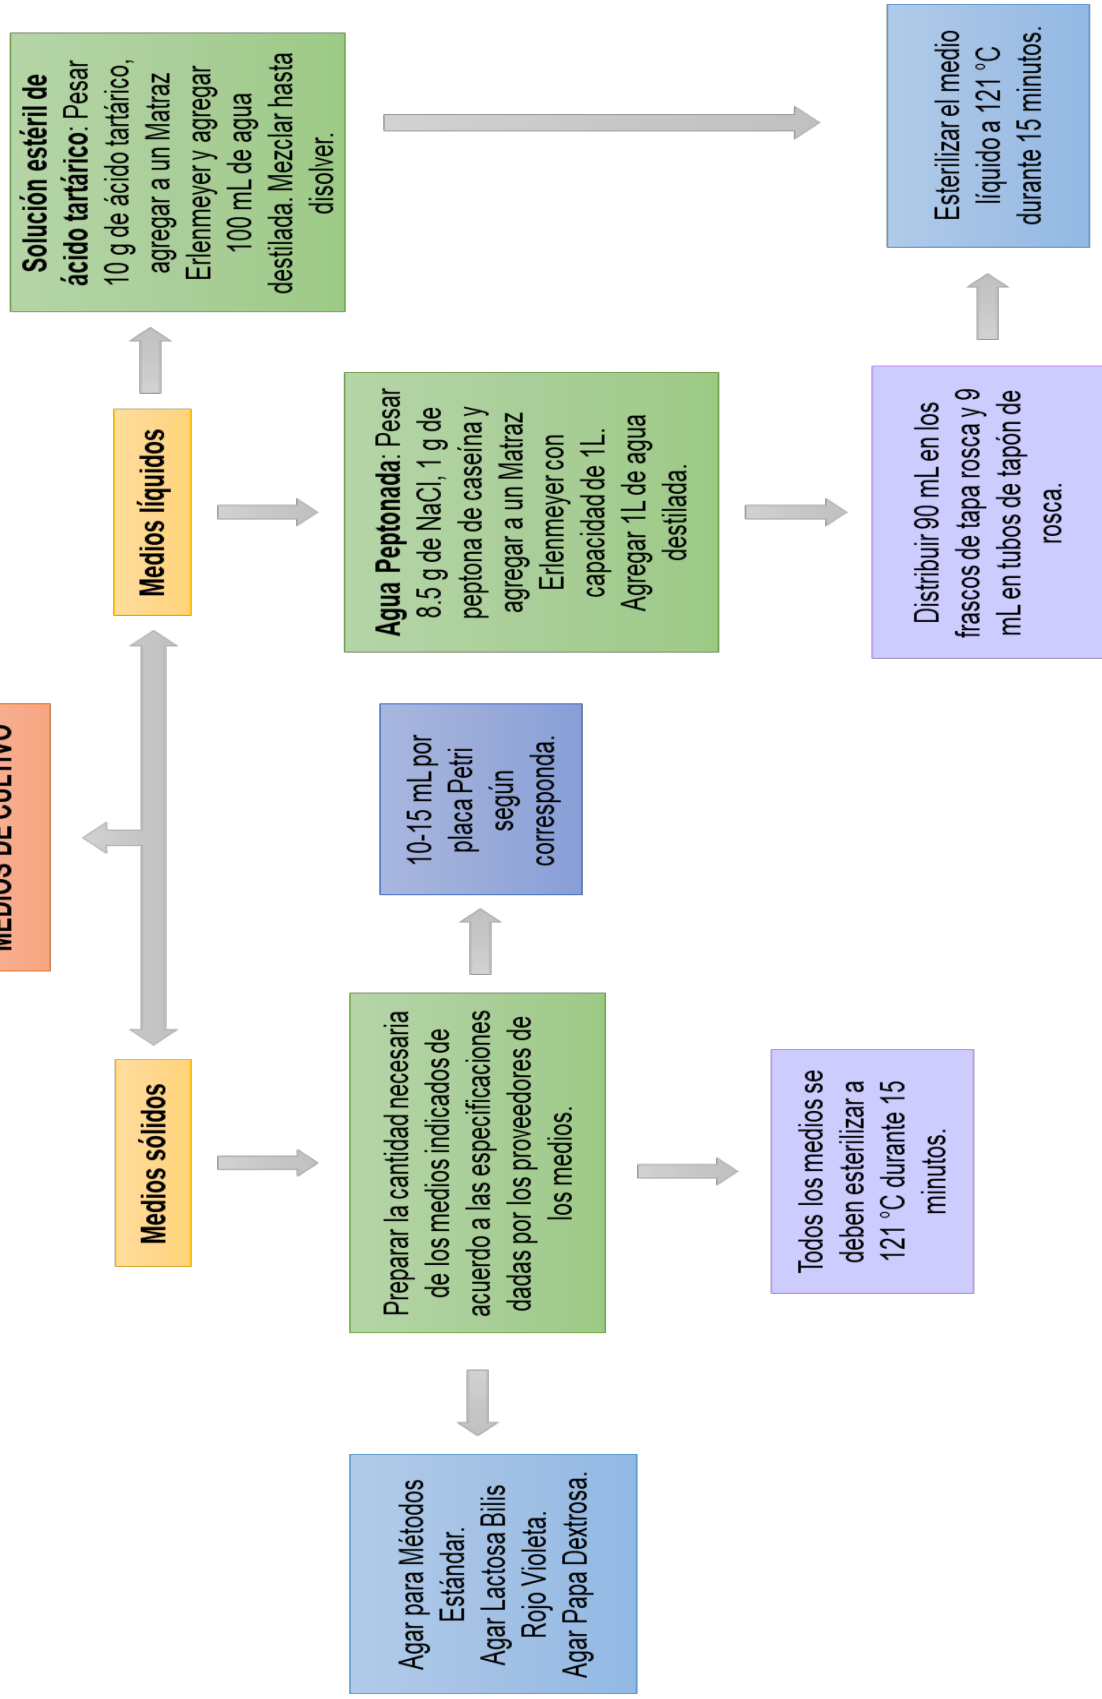 MEDIOS DE CULTIVO
Medios sólidos
Medios líquidos
Solución estéril de
ácido tartárico: Pesar
10 g de ácido tartárico,
agregar a un Matraz
Erlenmeyer y agregar
100 mL de agua
destilada. Mezclar hasta
disolver.
Preparar la cantidad necesaria
de los medios indicados de
acuerdo a las especificaciones
dadas por los proveedores de
los medios.
10-15 mL por
placa Petri
según
corresponda.
Agua Peptonada: Pesar
8.5 g de NaCl, 1 g de
peptona de caseína y
agregar a un Matraz
Erlenmeyer con
capacidad de 1L.
Agregar 1L de agua
destilada.
Agar para Métodos
Estándar.
Agar Lactosa Bilis
Rojo Violeta.
Agar Papa Dextrosa.
Todos los medios se
deben esterilizar a
121 °C durante 15
minutos.
Distribuir 90 mL en los
frascos de tapa rosca y 9
mL en tubos de tapón de
rosca.
Esterilizar el medio
líquido a 121 °C
durante 15 minutos.